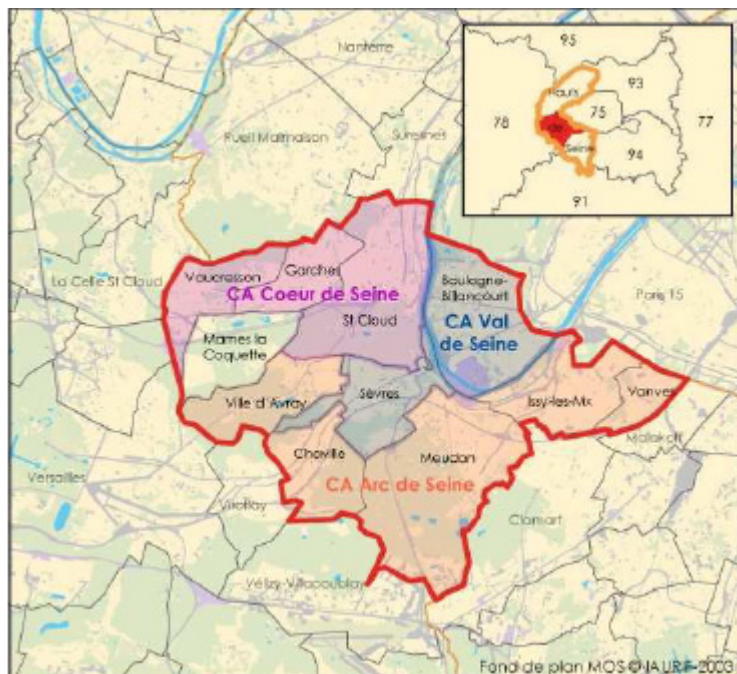 Nanterre
95
Hauts
93
75
78
77
de
Seine
94
91
Rueil Malmaison
Suresnes
La Celle St Cloud
Vaucresson
Garches
CA Coeur de Seine
Boulogne-
Billancourt
Paris 15
St Cloud
CA Val
de Seine
Marnes la
Coquette
Sèvres
Ville d'Avray
Issy-les-Mx
Vanves
Malakoff
Chaville
Meudon
Versailles
CA Arc de Seine
Viroflay
Clamart
Vélizy-Villacoublay
Fond de plan MOS © IAURIF-2003